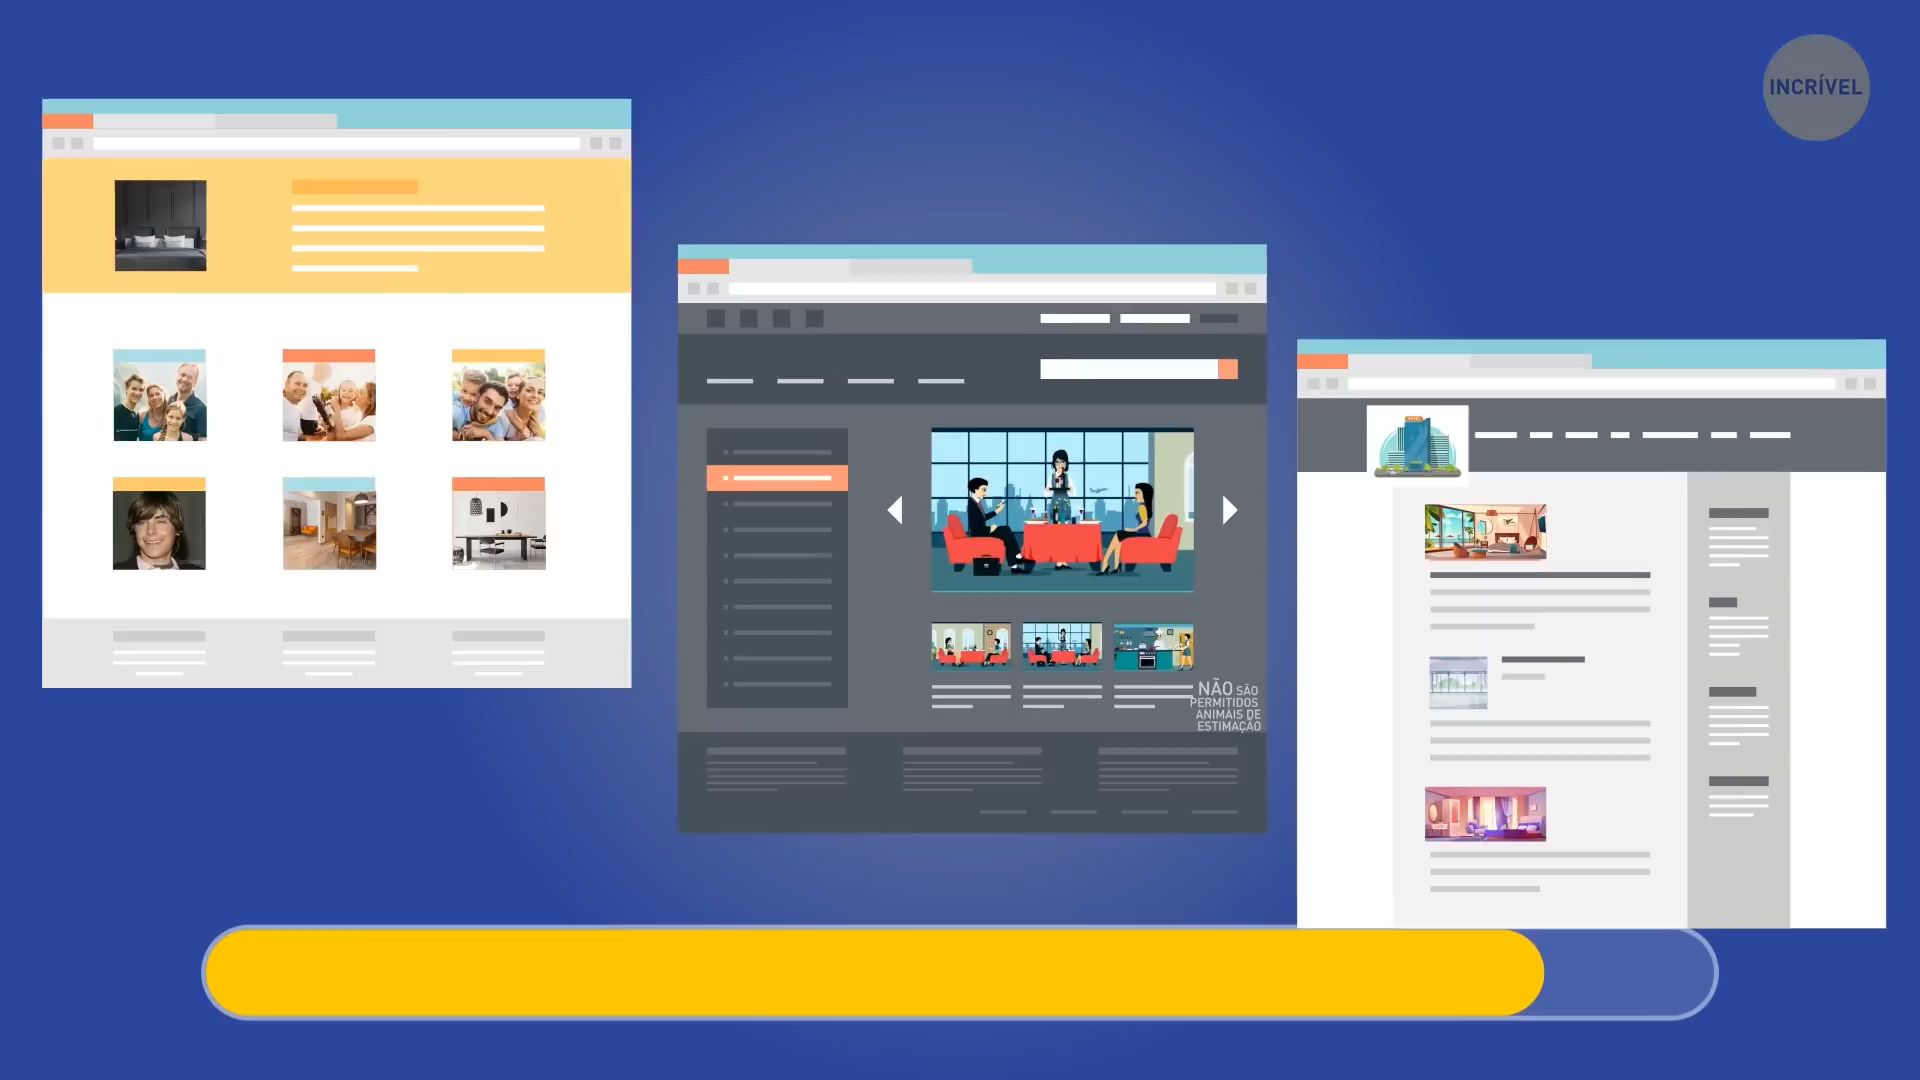 INCRÍVEL
NÃO SÃO
PERMITIDOS
ANIMAIS DE
ESTIMAÇÃO